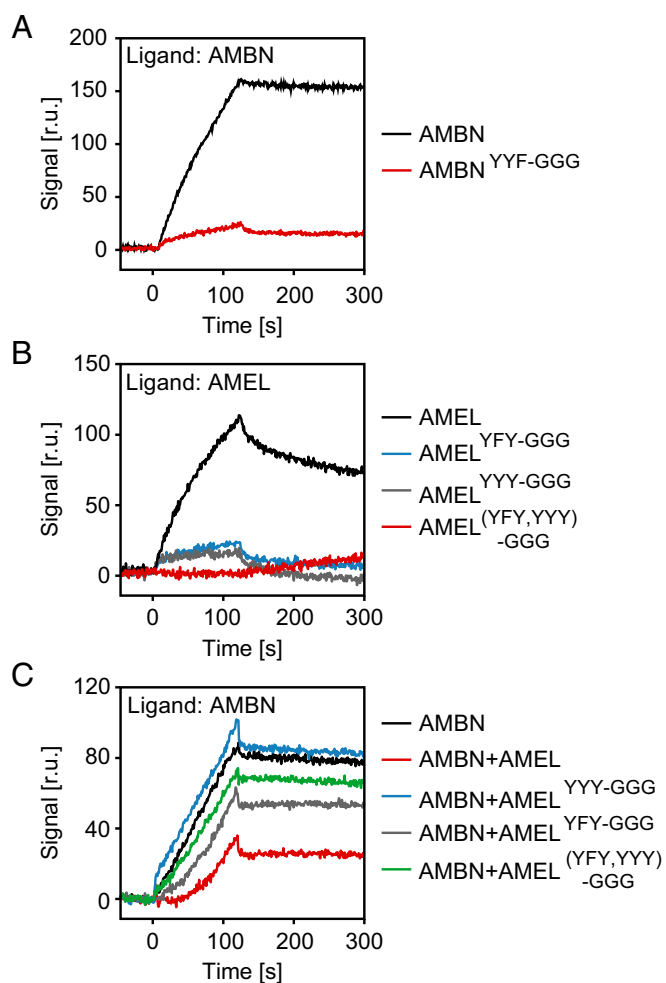 A
Ligand: AMBN
Signal [r.u.]
200
150
100
50
0
0 100 200 300
Time [s]
AMBN
AMBN YYF-GGG
B
Ligand: AMEL
Signal [r.u.]
150
100
50
0
0 100 200 300
Time [s]
AMEL
AMEL YFY-GGG
AMEL YYY-GGG
AMEL (YFY,YYY)
-GGG
C
Ligand: AMBN
Signal [r.u.]
120
80
40
0
0 100 200 300
Time [s]
AMBN
AMBN+AMEL
AMBN+AMEL YYY-GGG
AMBN+AMEL YFY-GGG
AMBN+AMEL (YFY,YYY)
-GGG